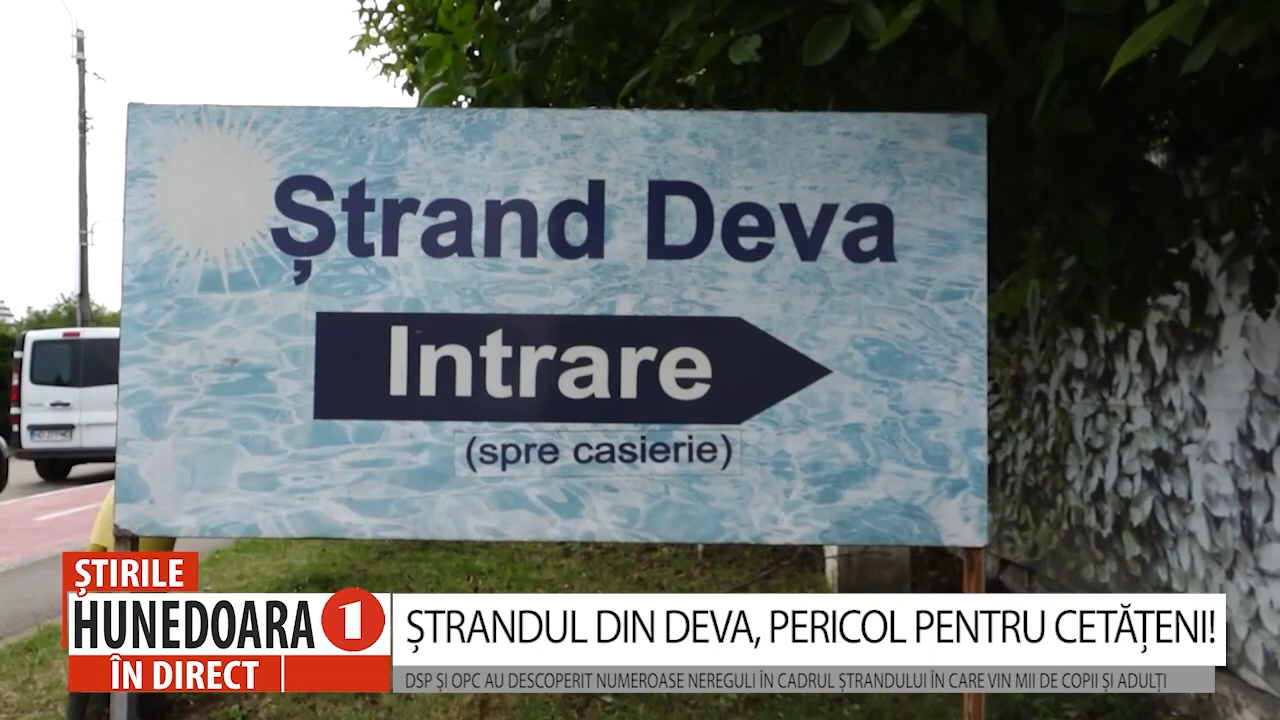 Ștrand Deva
Intrare
(spre casierie)
ȘTIRILE
HUNEDOARA 1
ÎN DIRECT
ȘTRANDUL DIN DEVA, PERICOL PENTRU CETĂȚENI!
DSP ȘI OPC AU DESCOPERIT NUMEROASE NEREGULI ÎN CADRUL ȘTRANDULUI ÎN CARE VIN MII DE COPII ȘI ADULȚI